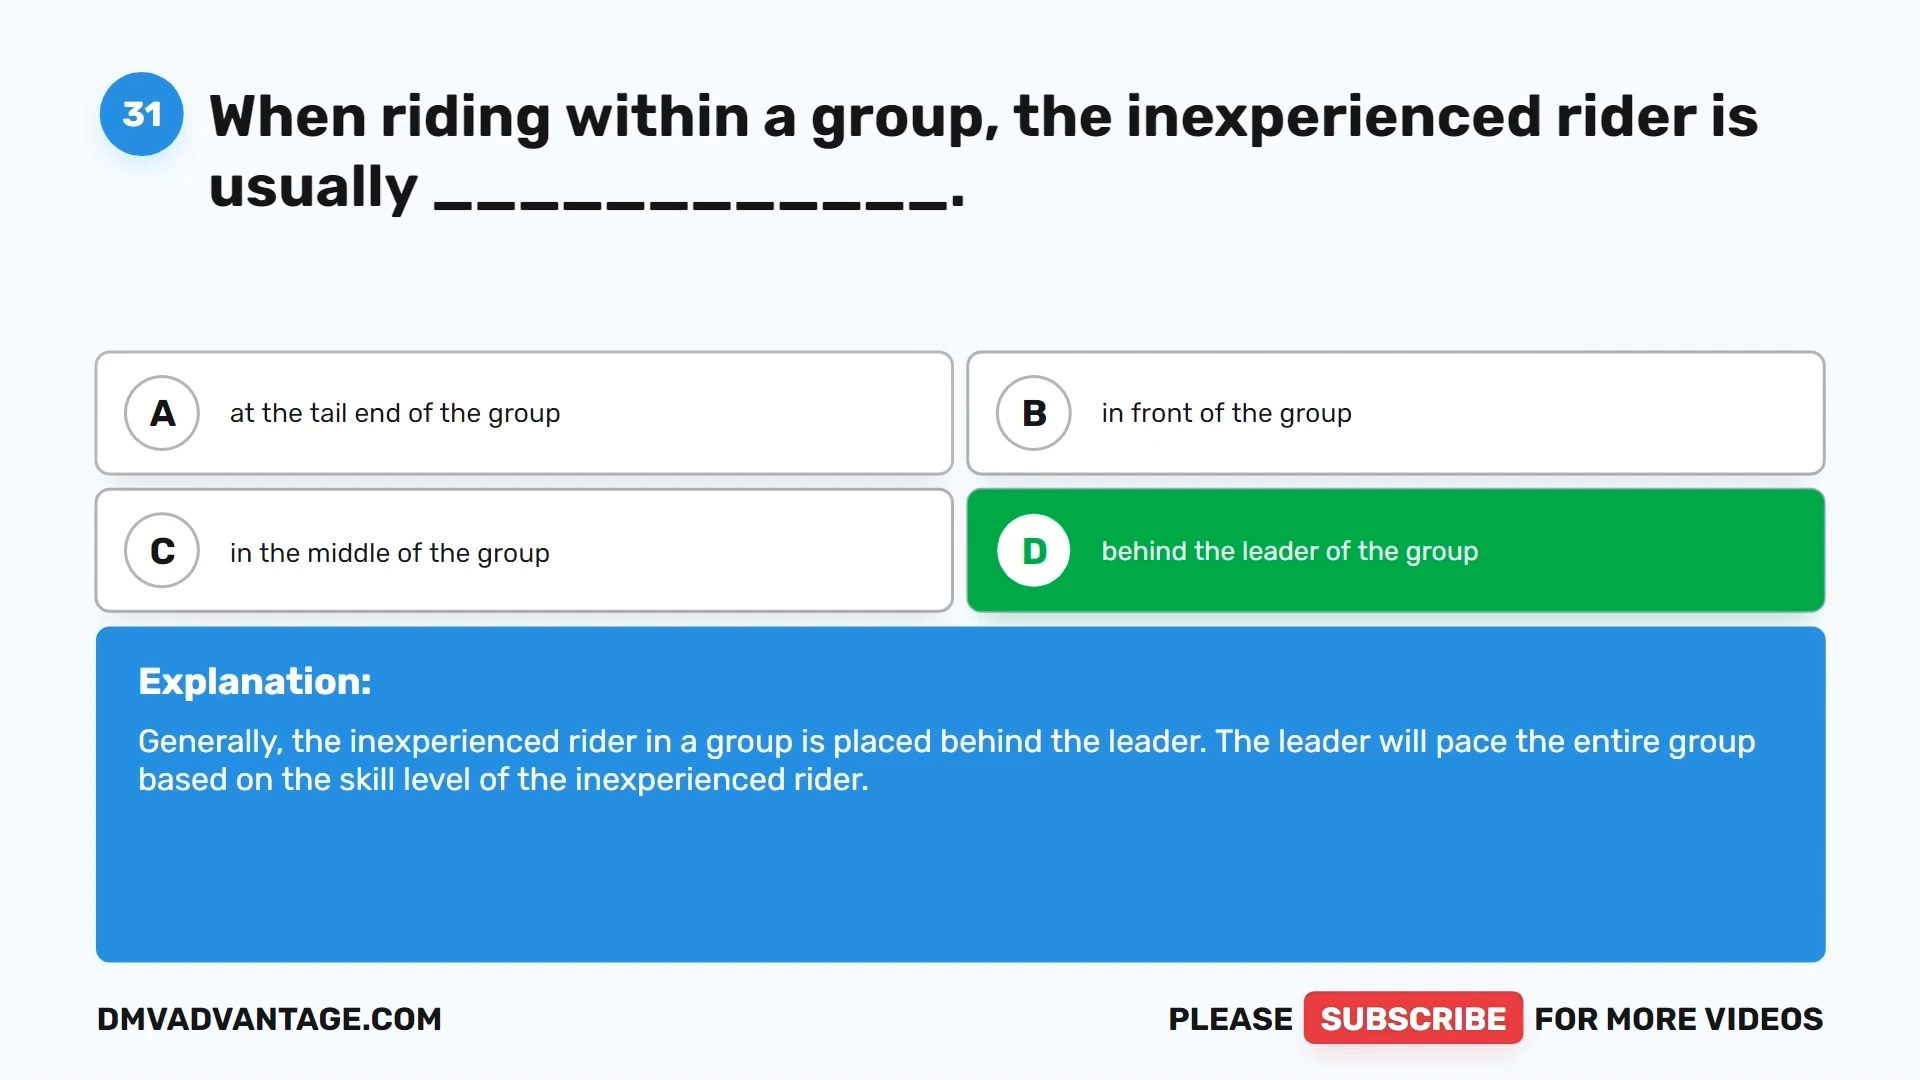 31
When riding within a group, the inexperienced rider is
usually ____________.
A at the tail end of the group
B in front of the group
C in the middle of the group
D behind the leader of the group
Explanation:
Generally, the inexperienced rider in a group is placed behind the leader. The leader will pace the entire group
based on the skill level of the inexperienced rider.
DMVADVANTAGE.COM
PLEASE SUBSCRIBE FOR MORE VIDEOS